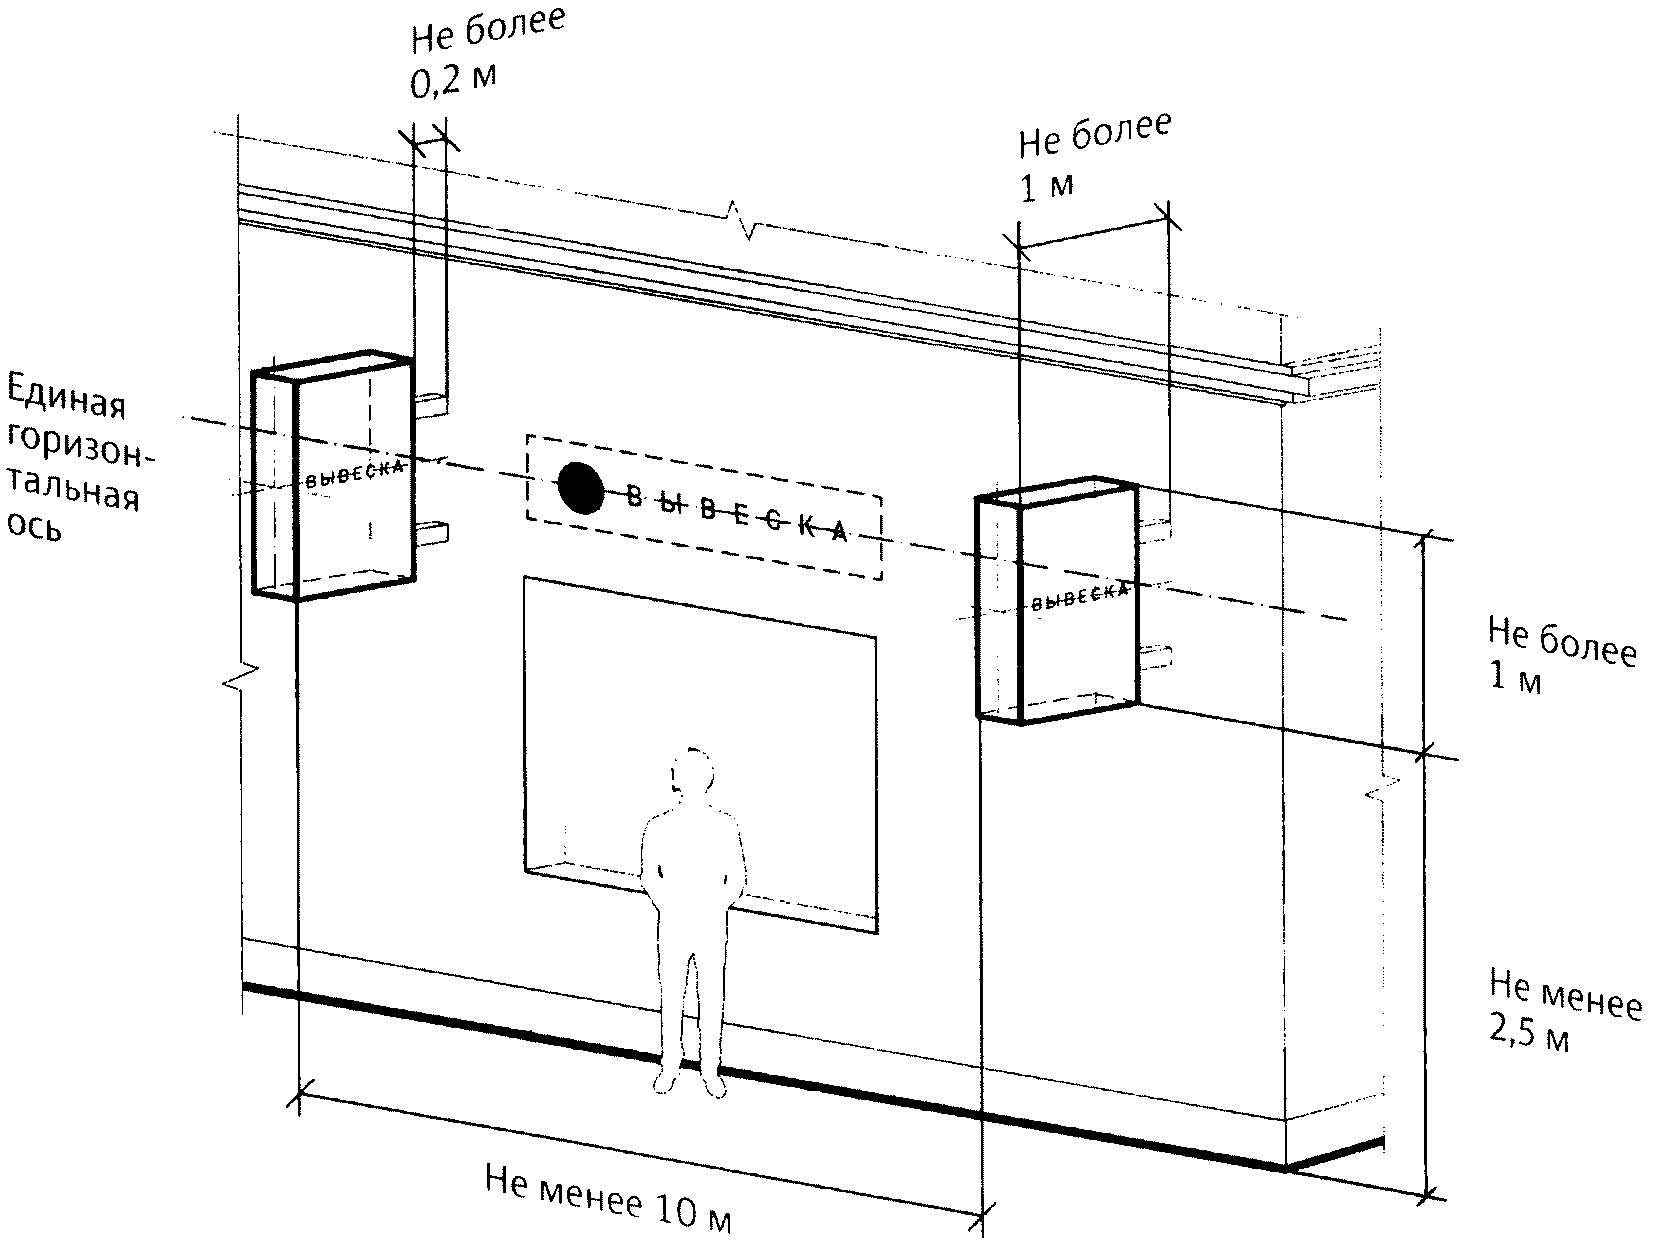 Не более
0,2 м
Не более
1 м
Единая
горизон-
тальная
ось
ВЫВЕСКА
ВЫВЕСКА
ВЫВЕСКА
Не более
1 м
Не менее
2,5 м
Не менее 10 м